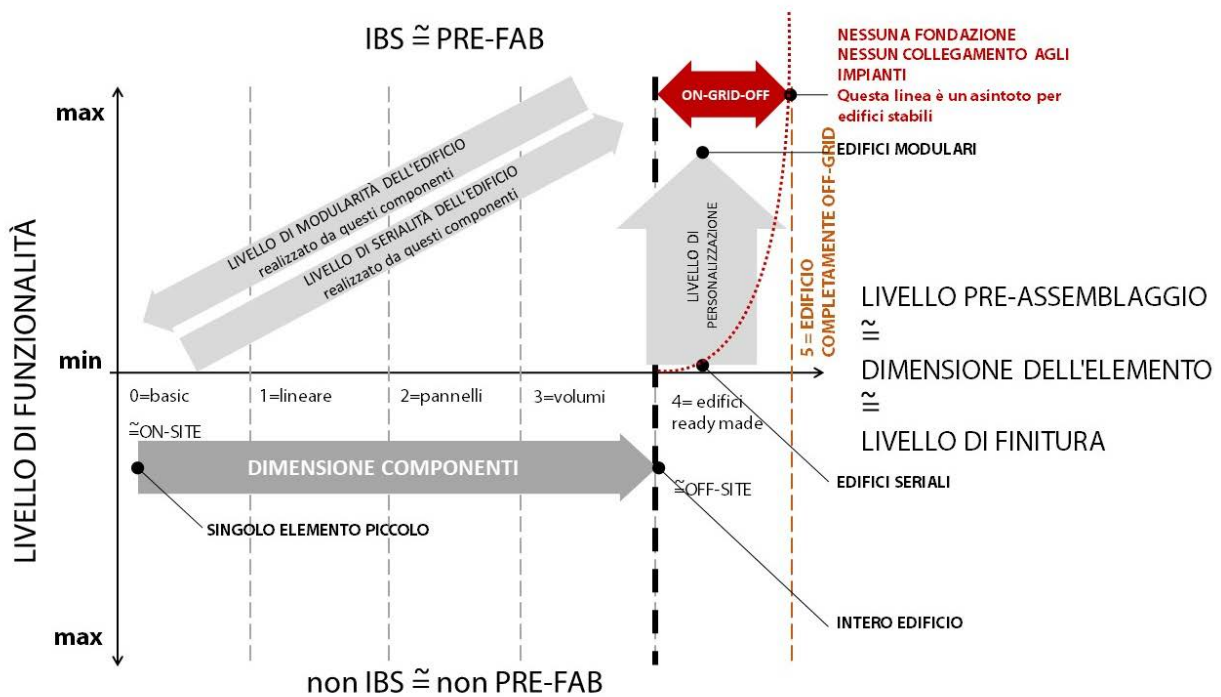 IBS ≅ PRE-FAB
NESSUNA FONDAZIONE
NESSUN COLLEGAMENTO AGLI
IMPIANTI
Questa linea è un asintoto per
edifici stabili
max
ON-GRID-OFF
EDIFICI MODULARI
LIVELLO DI MODULARITÀ DELL'EDIFICIO
realizzato da questi componenti
LIVELLO DI SERIALITÀ DELL'EDIFICIO
realizzato da questi componenti
LIVELLO DI
PERSONALIZZAZIONE
5 = EDIFICIO
COMPLETAMENTE OFF-GRID
LIVELLO DI FUNZIONALITÀ
min
LIVELLO PRE-ASSEMBLAGGIO
≅
DIMENSIONE DELL'ELEMENTO
≅
LIVELLO DI FINITURA
0=basic
1=lineare
2=pannelli
3=volumi
4= edifici
ready made
≅ON-SITE
DIMENSIONE COMPONENTI
≅OFF-SITE
EDIFICI SERIALI
SINGOLO ELEMENTO PICCOLO
INTERO EDIFICIO
max
non IBS ≅ non PRE-FAB